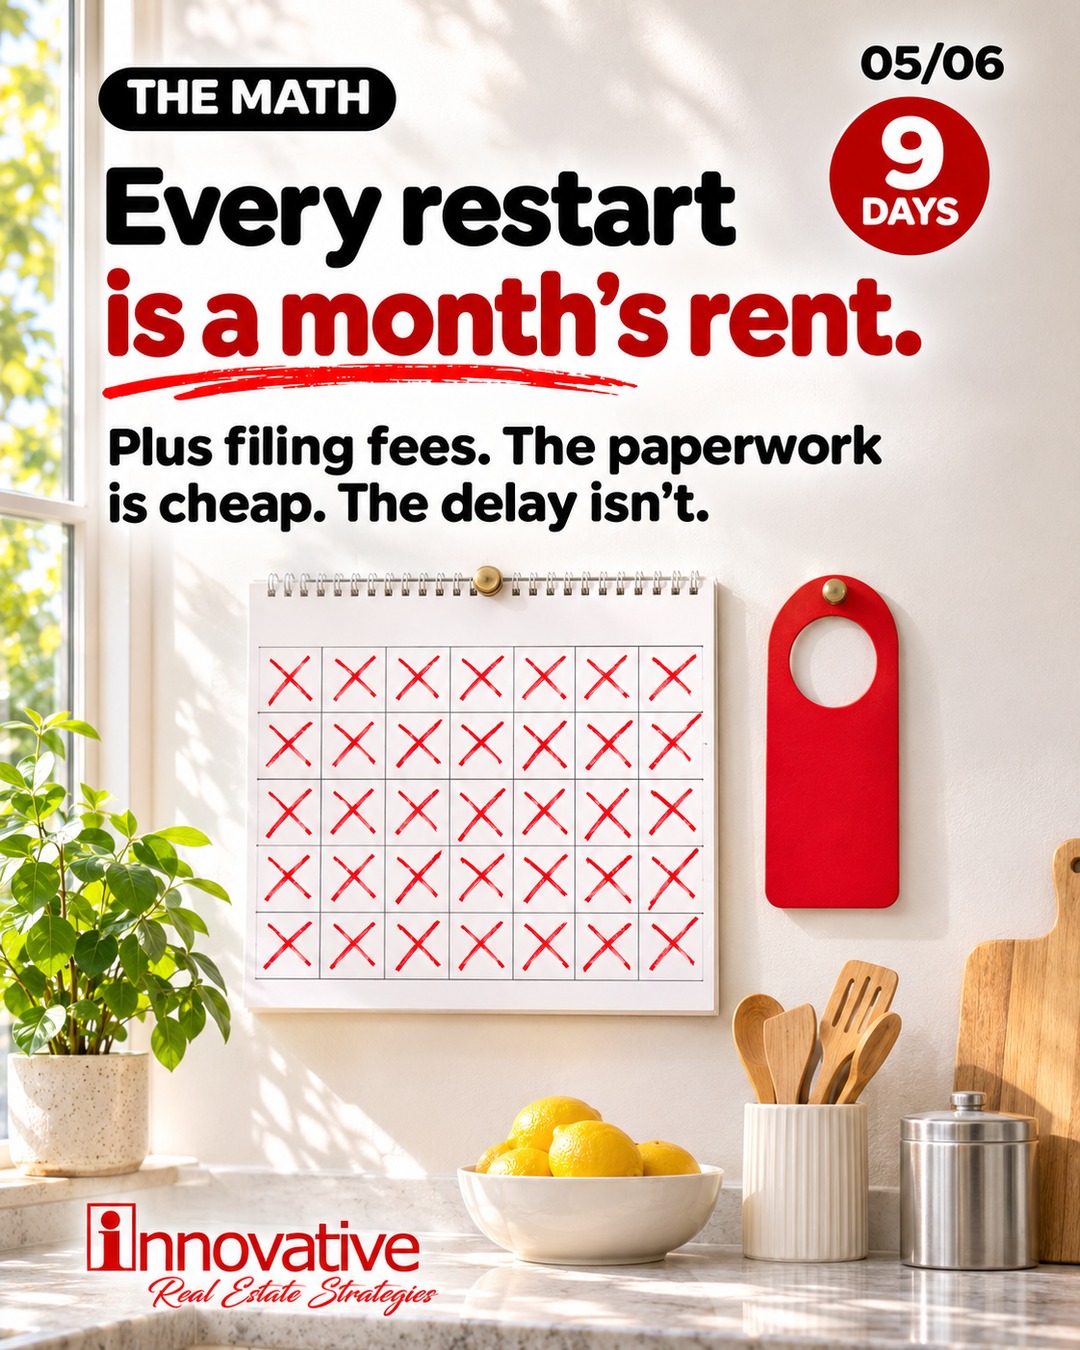 THE MATH
05/06
9
DAYS
Every restart
is a month's rent.
Plus filing fees. The paperwork
is cheap. The delay isn't.
innovative
Real Estate Strategies